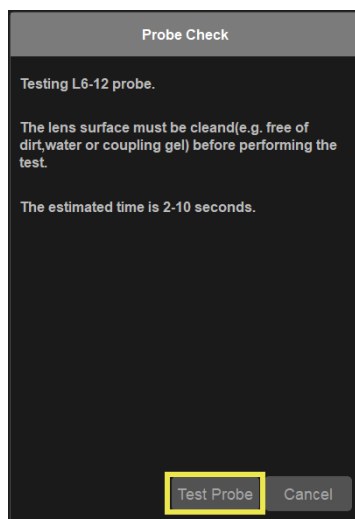 Probe Check
Testing L6-12 probe.
The lens surface must be cleand(e.g. free of
dirt,water or coupling gel) before performing the
test.
The estimated time is 2-10 seconds.
Test Probe
Cancel